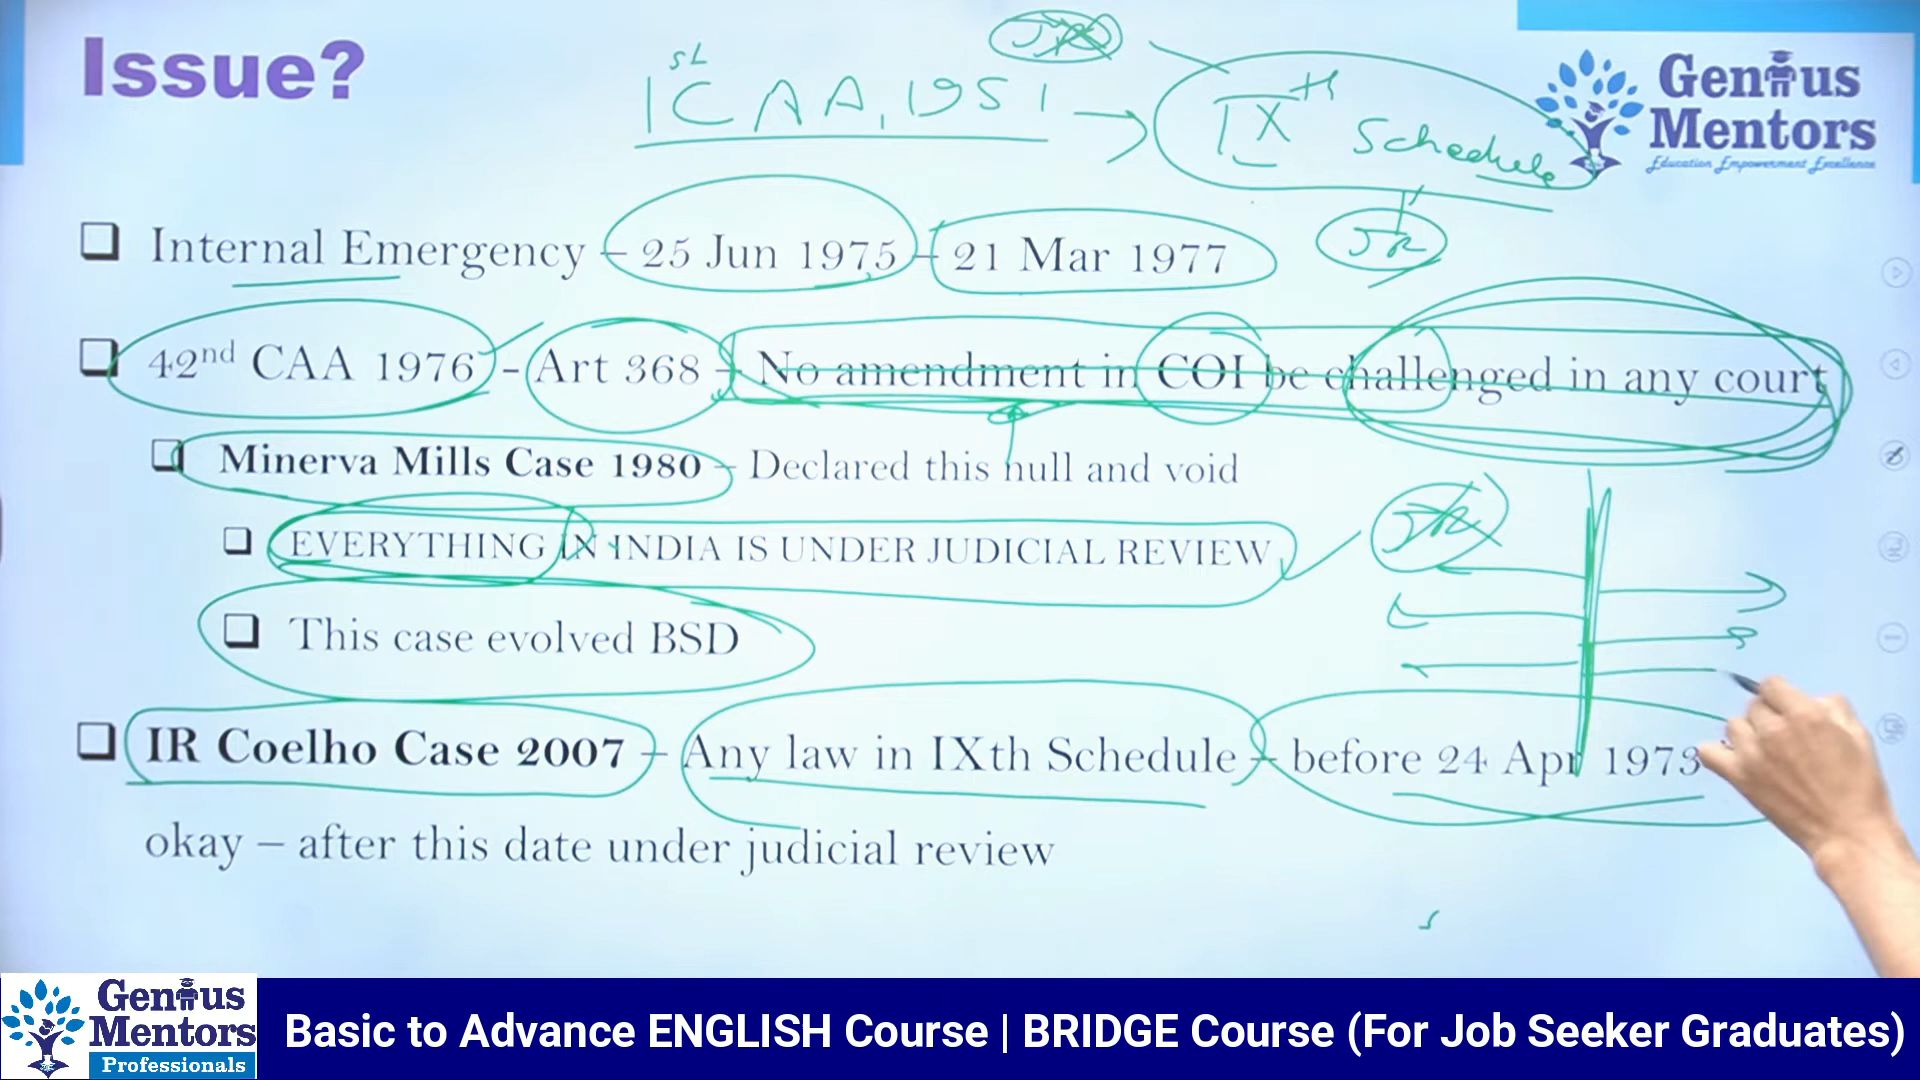 Issue?
1st CAA, 1951 → IXth Schedule
JR
Genius
Mentors
Education Empowerment Excellence
❑ Internal Emergency – 25 Jun 1975 – 21 Mar 1977
JR
❑ 42nd CAA 1976 – Art 368 – No amendment in COI be challenged in any court
❑ Minerva Mills Case 1980 – Declared this null and void
❑ EVERYTHING IN INDIA IS UNDER JUDICIAL REVIEW
JR
❑ This case evolved BSD
❑ IR Coelho Case 2007 – Any law in IXth Schedule – before 24 Apr 1973
okay – after this date under judicial review
Genius
Mentors
Professionals
Basic to Advance ENGLISH Course | BRIDGE Course (For Job Seeker Graduates)